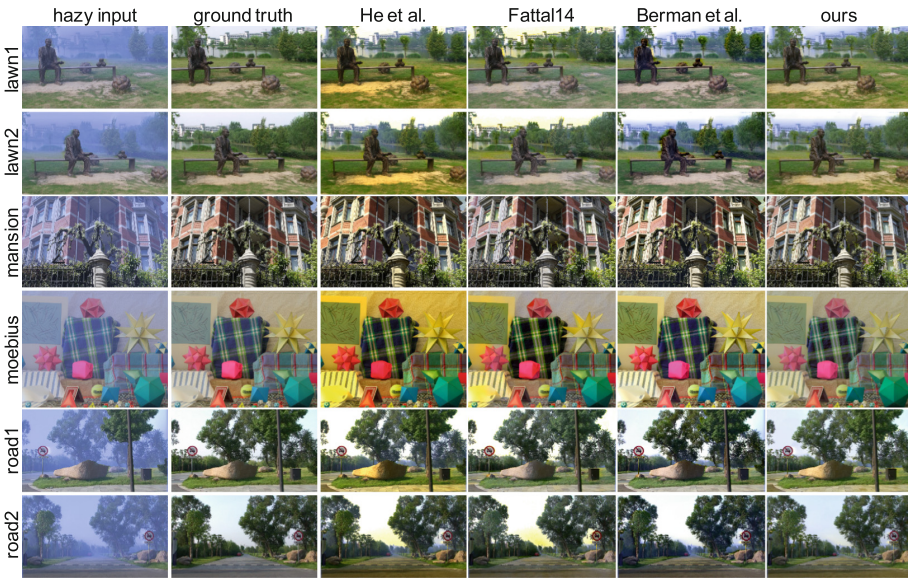 hazy input ground truth He et al. Fattal14 Berman et al. ours
lawn1
lawn2
mansion
moebius
road1
road2